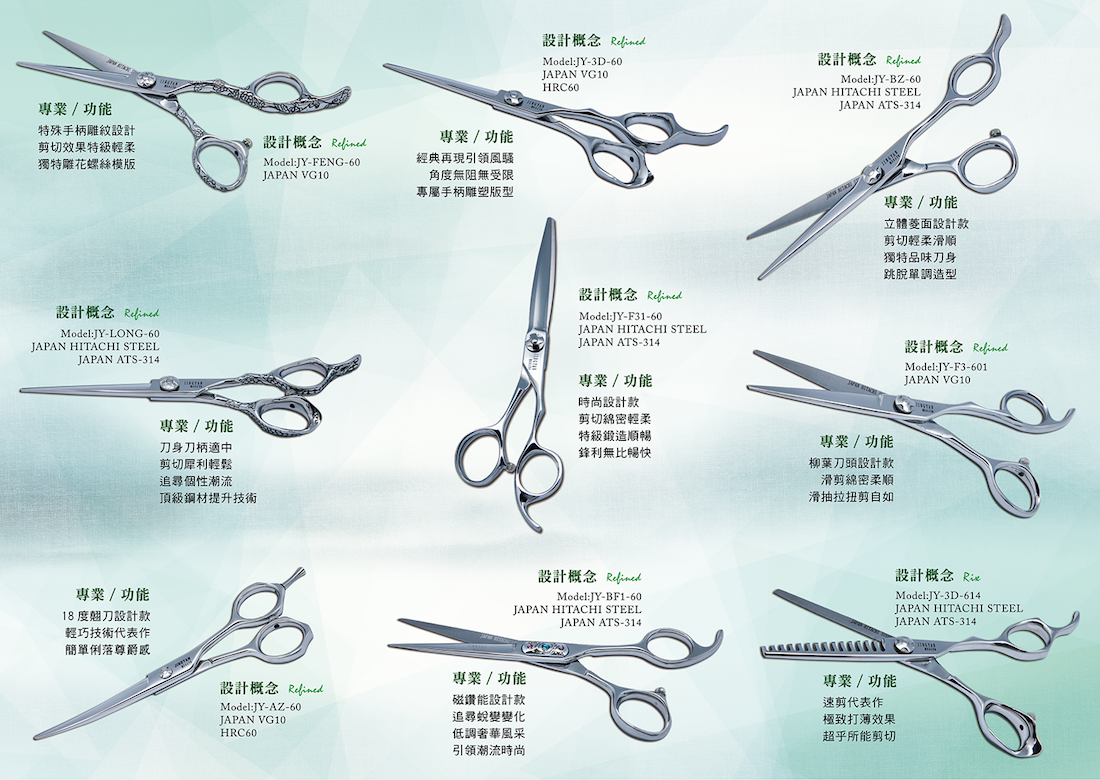 專業 / 功能
特殊手柄雕紋設計
剪切效果特級輕柔
獨特雕花螺絲模版
設計概念 Refined
Model:JY-FENG-60
JAPAN VG10
設計概念 Refined
Model:JY-3D-60
JAPAN VG10
HRC60
專業 / 功能
經典再現引領風騷
角度無阻無受限
專屬手柄雕塑版型
設計概念 Refined
Model:JY-BZ-60
JAPAN HITACHI STEEL
JAPAN ATS-314
專業 / 功能
立體菱面設計款
剪切輕柔滑順
獨特品味刀身
跳脫單調造型
設計概念 Refined
Model:JY-LONG-60
JAPAN HITACHI STEEL
JAPAN ATS-314
專業 / 功能
刀身刀柄適中
剪切犀利輕鬆
追尋個性潮流
頂級鋼材提升技術
設計概念 Refined
Model:JY-F31-60
JAPAN HITACHI STEEL
JAPAN ATS-314
專業 / 功能
時尚設計款
剪切綿密輕柔
特級鍛造順暢
鋒利無比暢快
設計概念 Refined
Model:JY-F3-601
JAPAN VG10
專業 / 功能
柳葉刀頭設計款
滑剪綿密柔順
滑抽拉扭剪自如
專業 / 功能
18 度翹刀設計款
輕巧技術代表作
簡單俐落尊爵感
設計概念 Refined
Model:JY-AZ-60
JAPAN VG10
HRC60
設計概念 Refined
Model:JY-BF1-60
JAPAN HITACHI STEEL
JAPAN ATS-314
專業 / 功能
磁鑽能設計款
追尋蛻變變化
低調奢華風采
引領潮流時尚
設計概念 Rix
Model:JY-3D-614
JAPAN HITACHI STEEL
JAPAN ATS-314
專業 / 功能
速剪代表作
極致打薄效果
超乎所能剪切